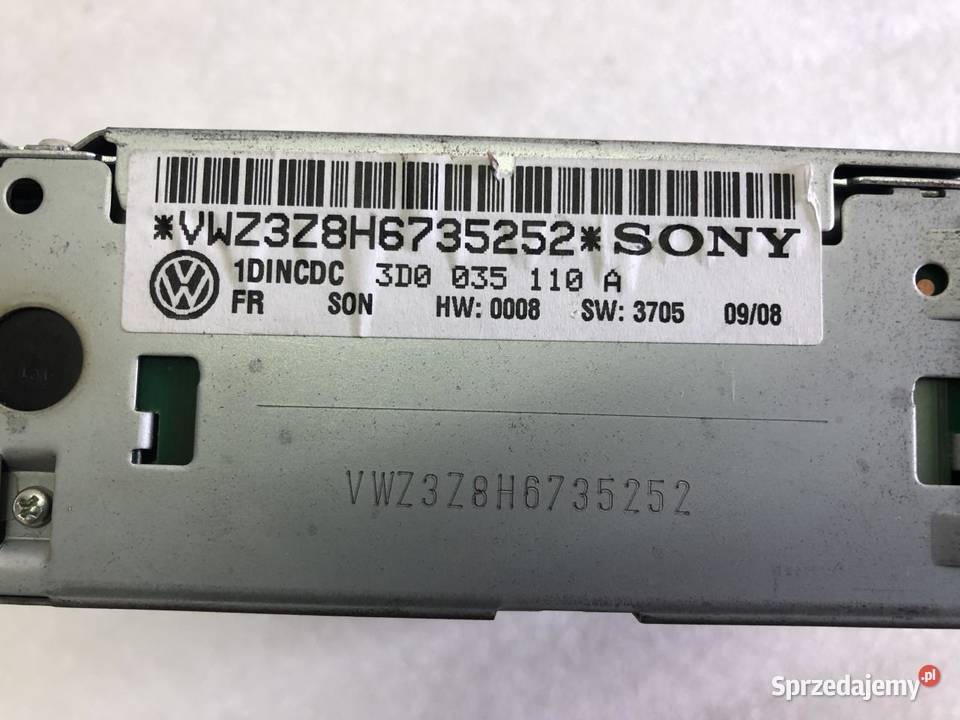 *VWZ3Z8H6735252* SONY
1DINCDC 3D0 035 110 A
FR SON HW: 0008 SW: 3705 09/08
VWZ3Z8H6735252
Sprzedajemy.pl